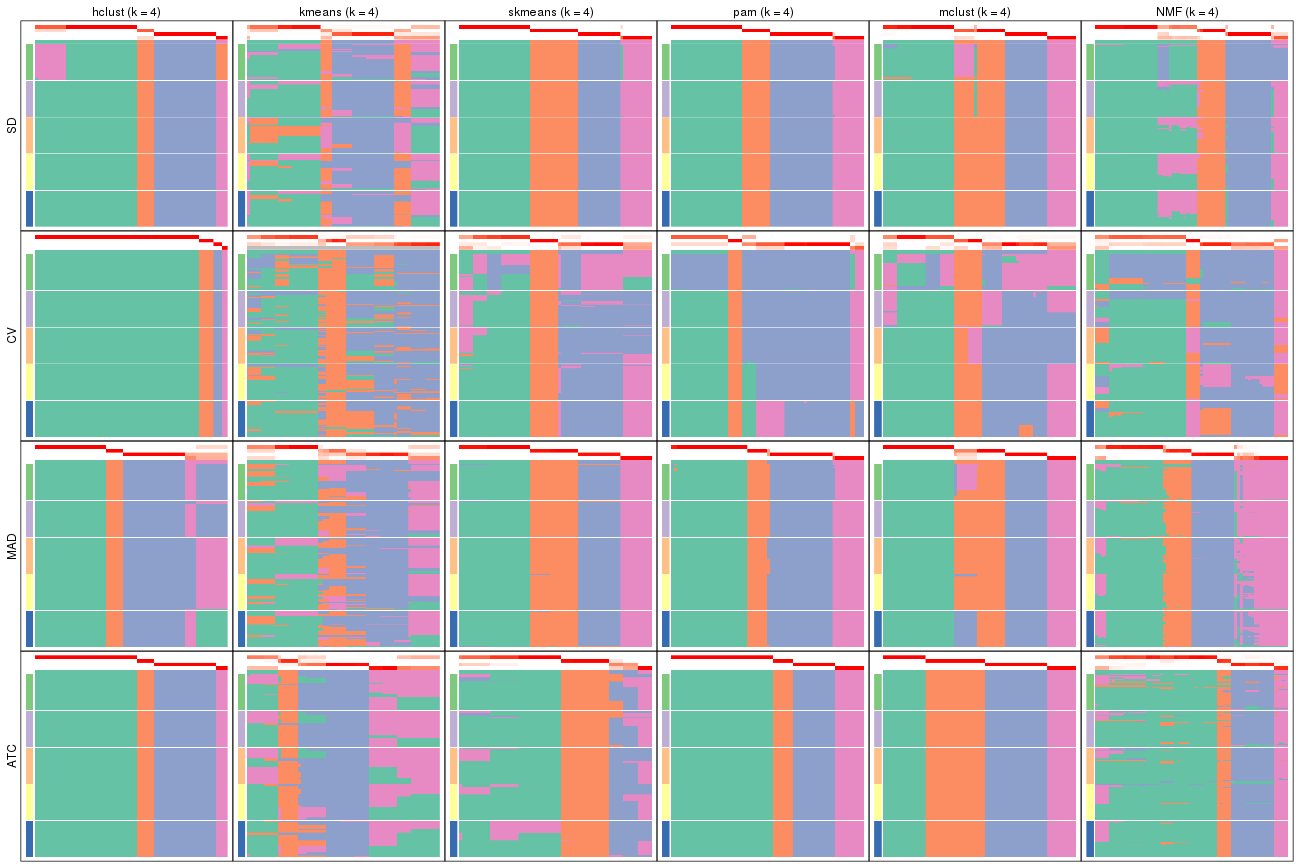 hclust (k = 4) kmeans (k = 4) skmeans (k = 4) pam (k = 4) mclust (k = 4) NMF (k = 4)
SD
CV
MAD
ATC